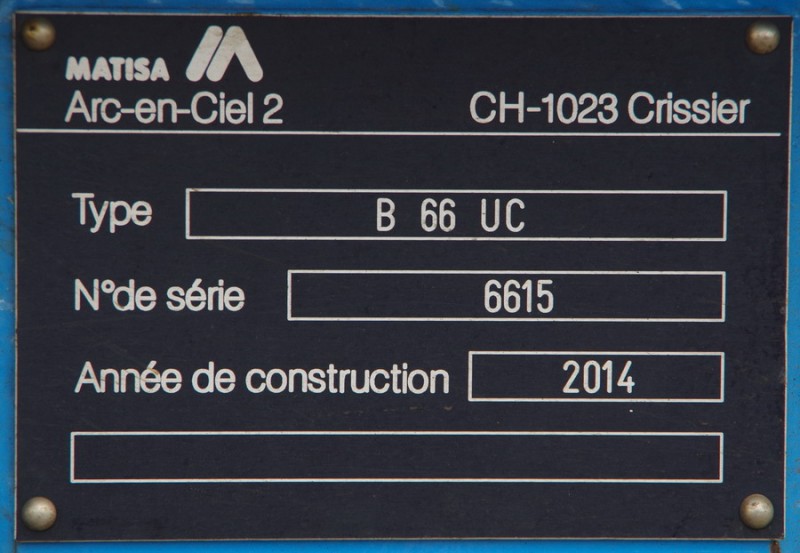 MATISA
Arc-en-Ciel 2 CH-1023 Crissier
Type B 66 UC
N°de série 6615
Année de construction 2014